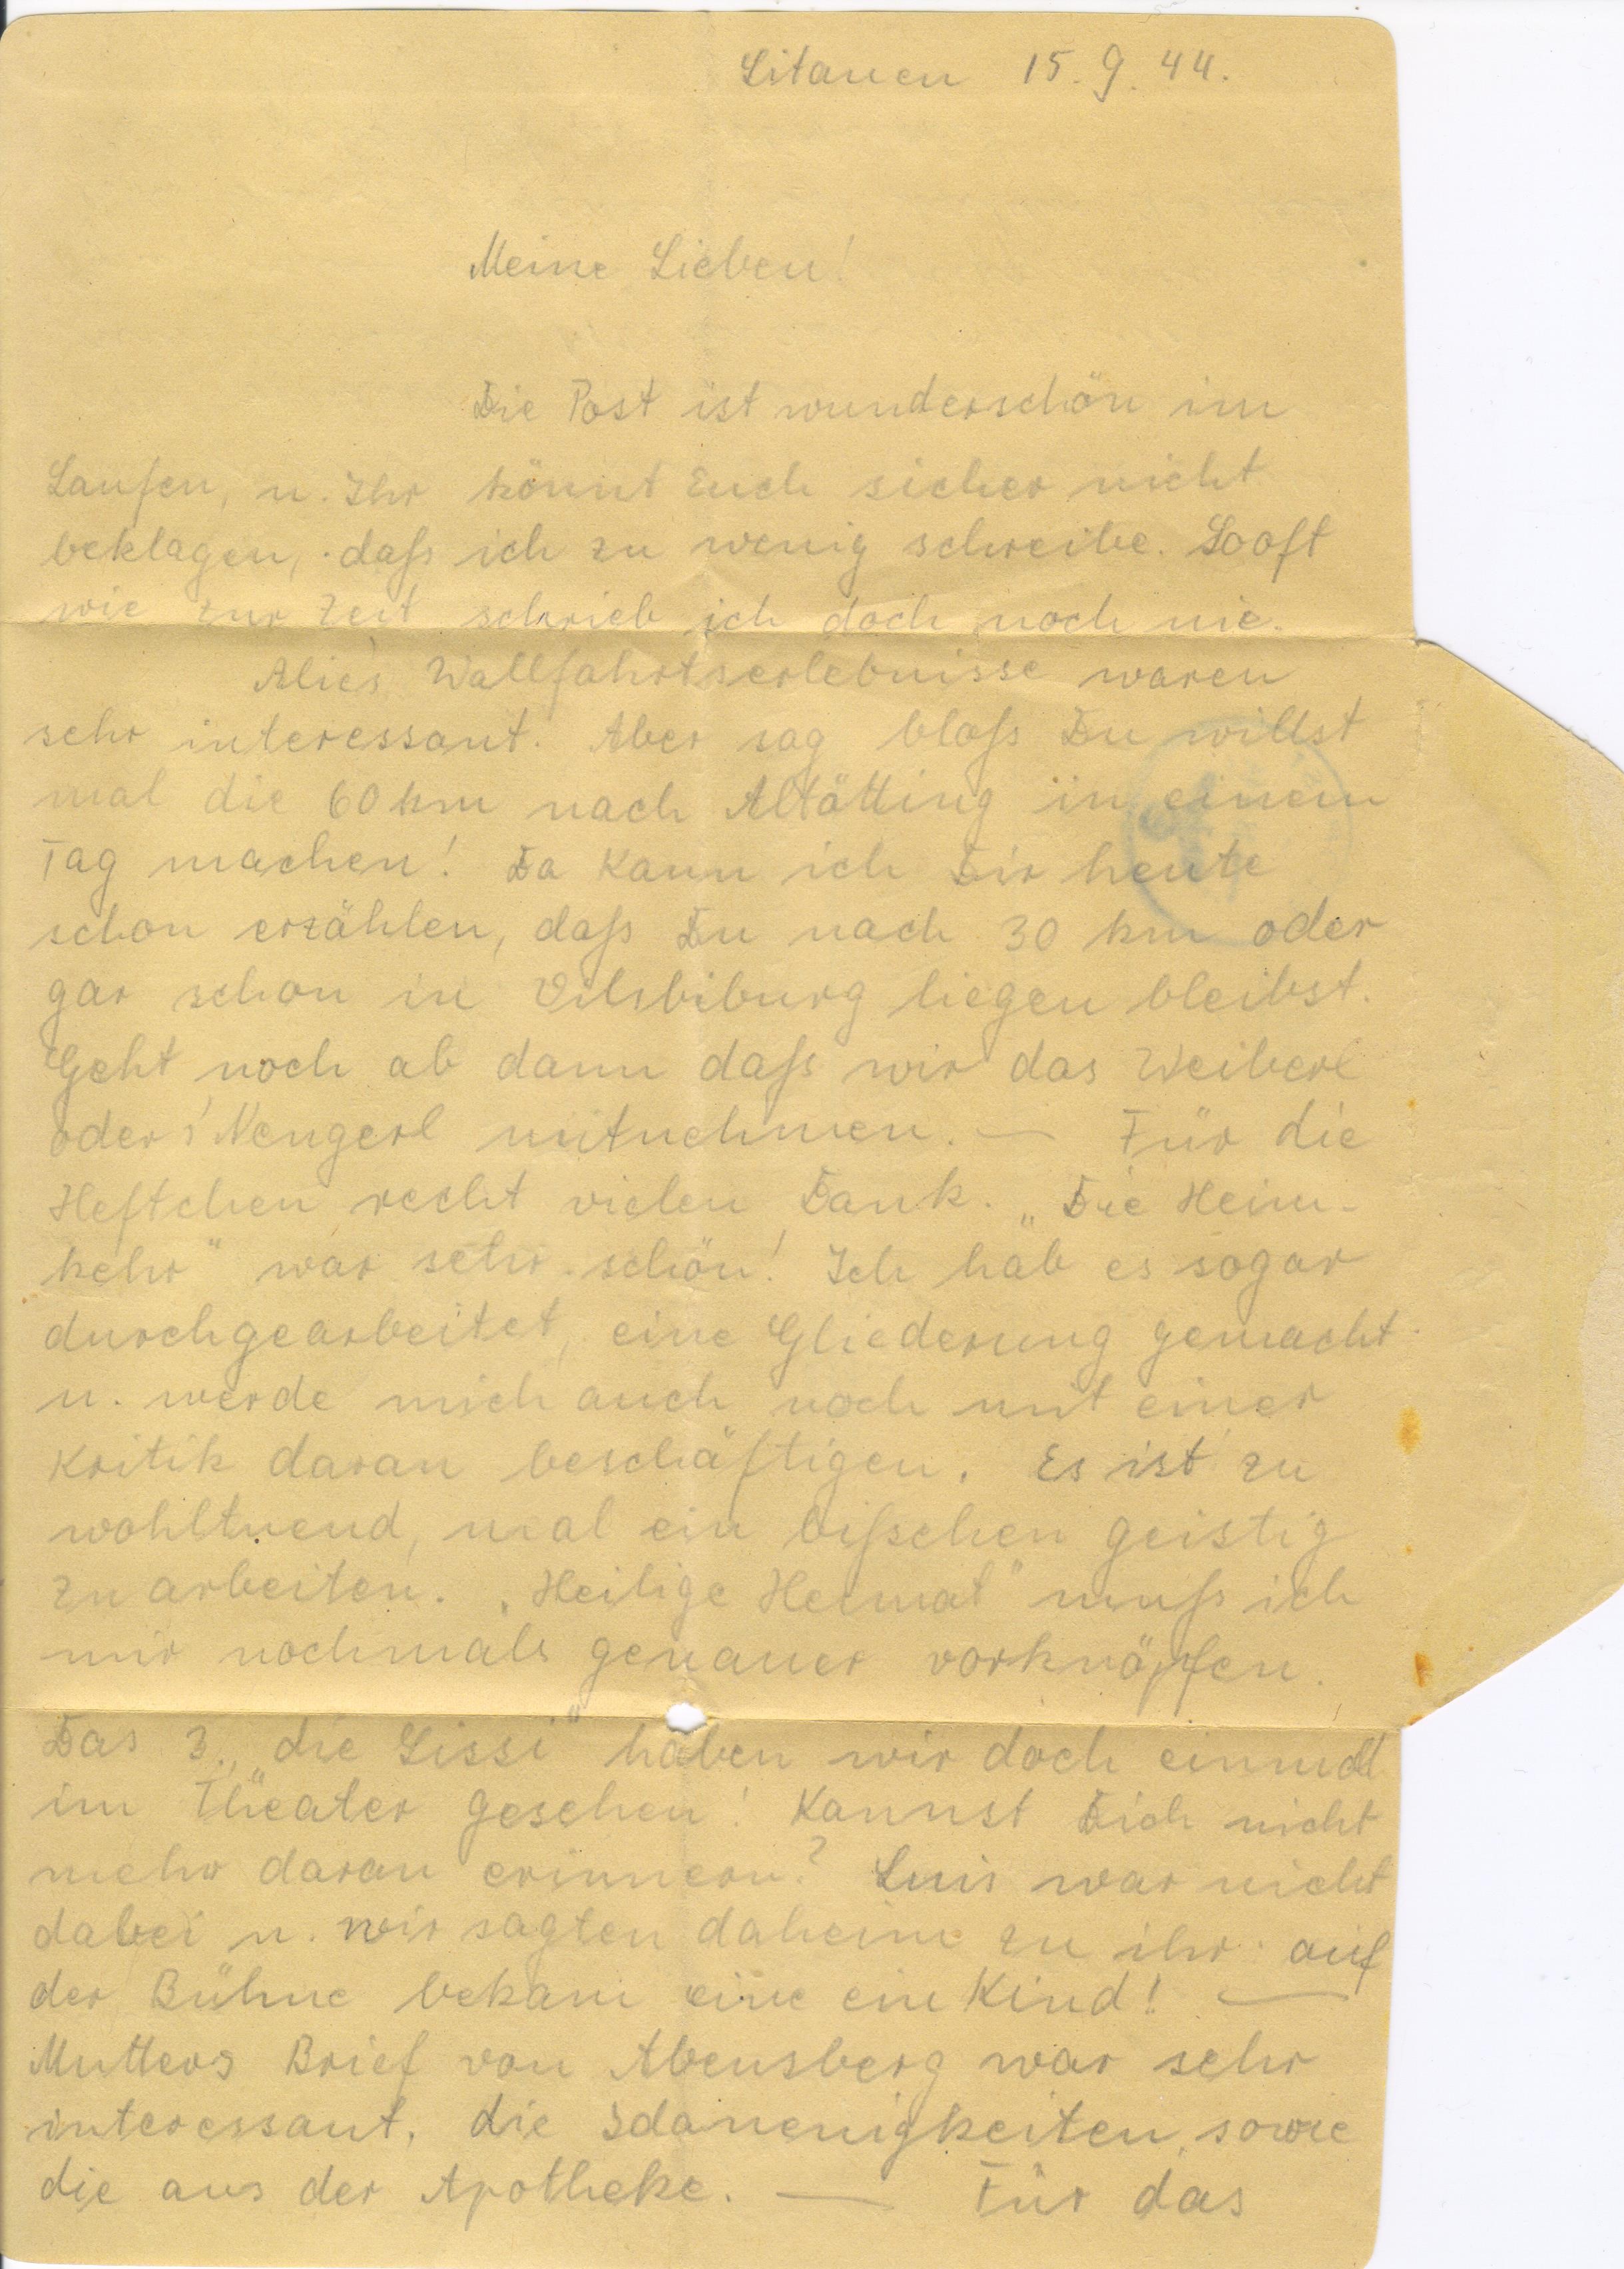 Litauen 15. 9. 44.
Meine Lieben!
Die Post ist wunderschön im
Laufen, u. Ihr könnt Euch sicher nicht
beklagen, daß ich zu wenig schreibe. So oft
wie zur Zeit schrieb ich doch noch nie.
Alie's Wallfahrtserlebnisse waren
sehr interessant. Aber sag bloß Du willst
mal die 60 km nach Altötting in einem
Tag machen! Da kann ich Dir heute
schon erzählen, daß Du nach 30 km oder
gar schon in Vilsbiburg liegen bleibst.
Geht noch ab dann daß wir das Weiberl
oder s'Nengerl mitnehmen. — Für die
Heftchen recht vielen Dank. „Die Heim-
kehr" war sehr schön! Ich hab es sogar
durchgearbeitet, eine Gliederung gemacht
u. werde mich auch noch mit einer
Kritik daran beschäftigen. Es ist zu
wohltuend, mal ein bißchen geistig
zu arbeiten. „Heilige Heimat" muß ich
mir nochmals genauer vorknöpfen.
Das 3. „die Lissi" haben wir doch einmal
im Theater gesehen! Kannst Dich nicht
mehr daran erinnern? Luis war nicht
dabei u. wir sagten daheim zu ihr: auf
der Bühne bekam eine ein Kind! —
Mutters Brief von Abensberg war sehr
interessant, die Idaneuigkeiten, sowie
die aus der Apotheke. — Für das